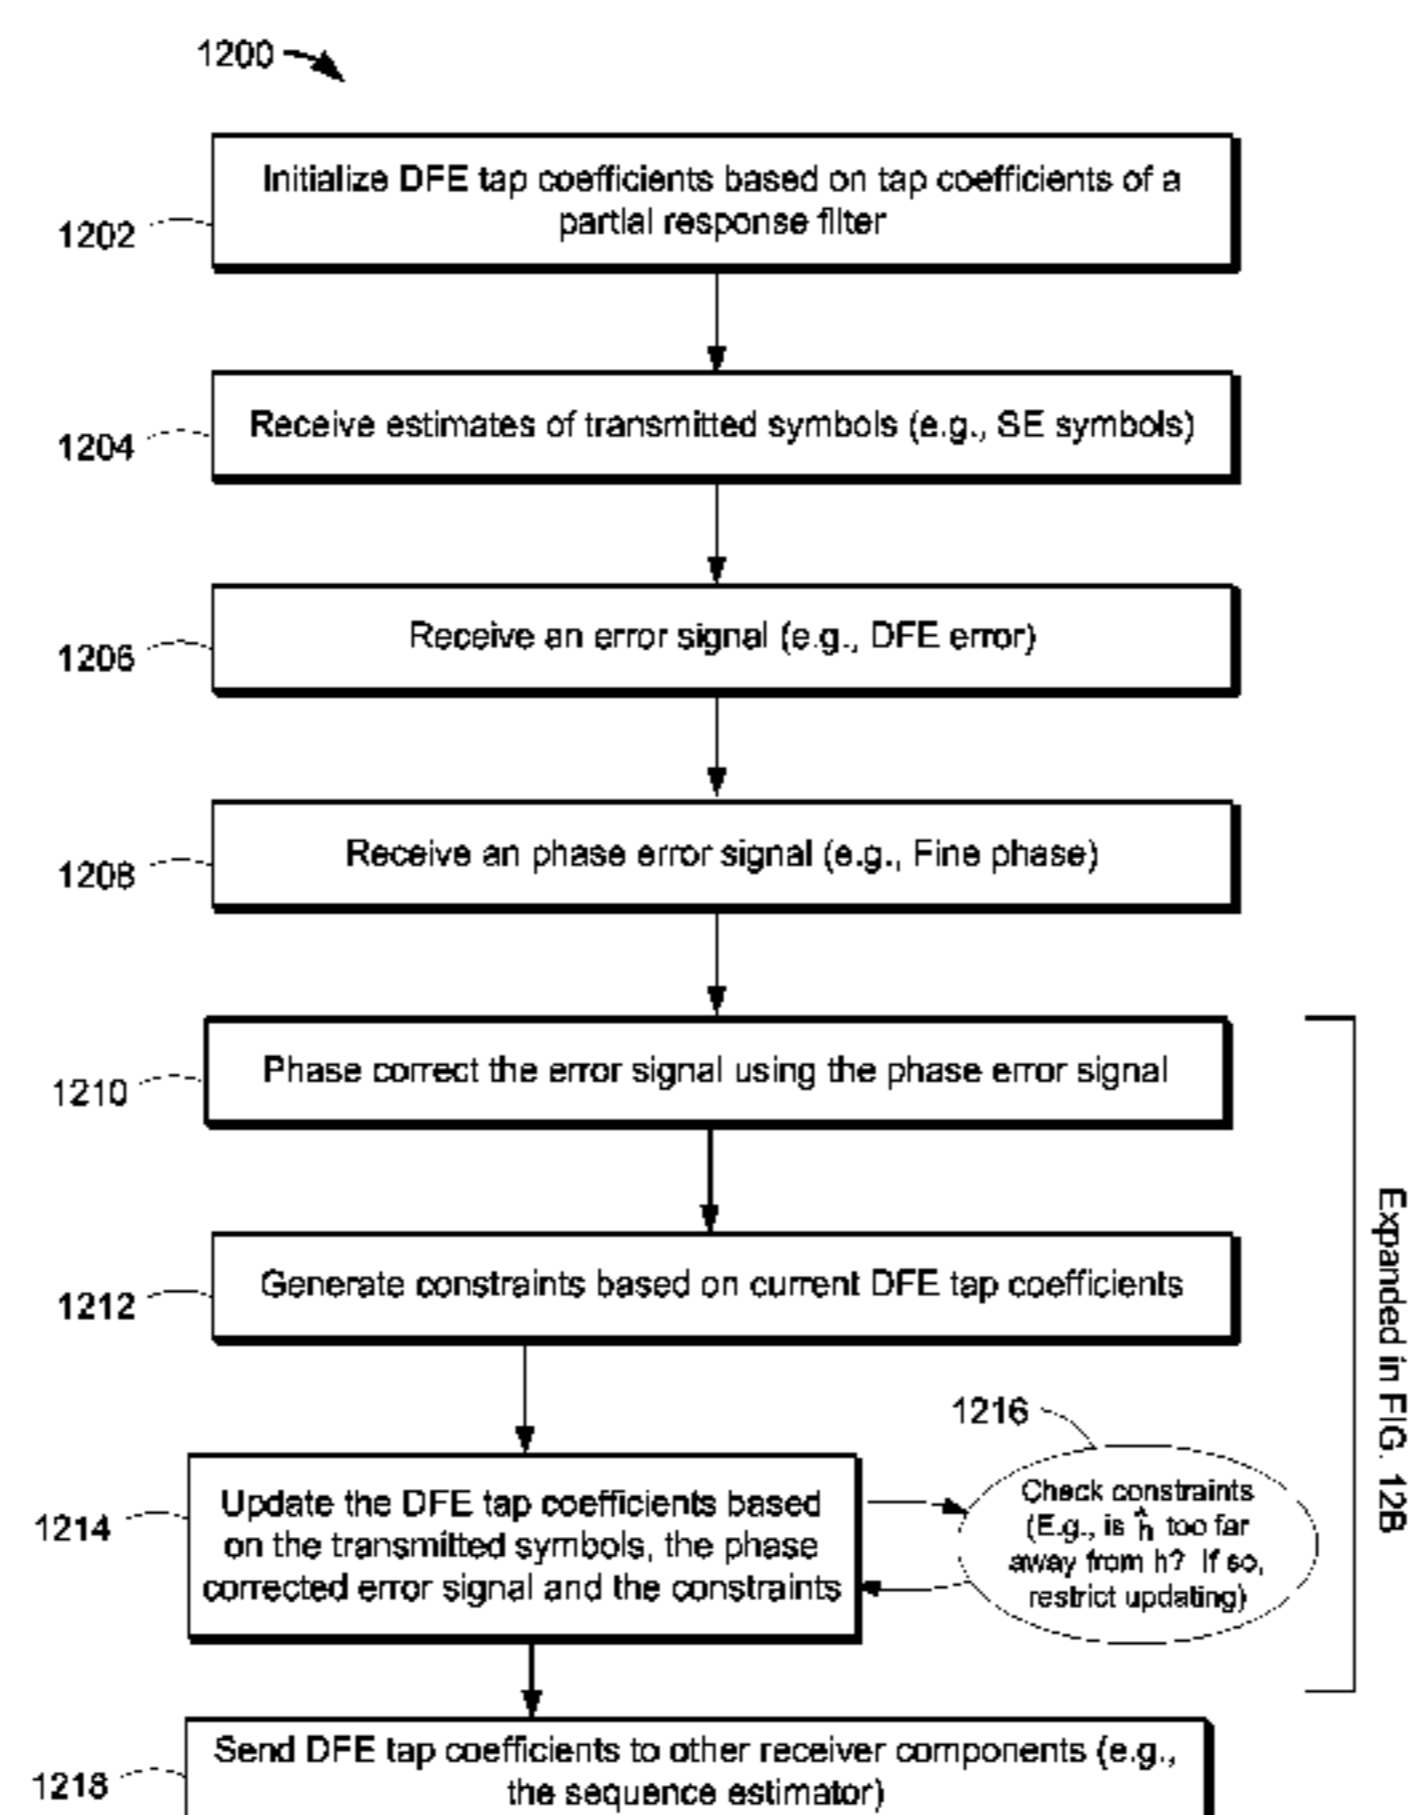 1200
Initialize DFE tap coefficients based on tap coefficients of a
partial response filter
1202
Receive estimates of transmitted symbols (e.g., SE symbols)
1204
Receive an error signal (e.g., DFE error)
1206
Receive an phase error signal (e.g., Fine phase)
1208
Phase correct the error signal using the phase error signal
1210
Generate constraints based on current DFE tap coefficients
1212
Update the DFE tap coefficients based
on the transmitted symbols, the phase
corrected error signal and the constraints
1214
1216
Check constraints
(E.g., is ĥ too far
away from h? If so,
restrict updating)
Expanded in FIG. 12B
Send DFE tap coefficients to other receiver components (e.g.,
the sequence estimator)
1218